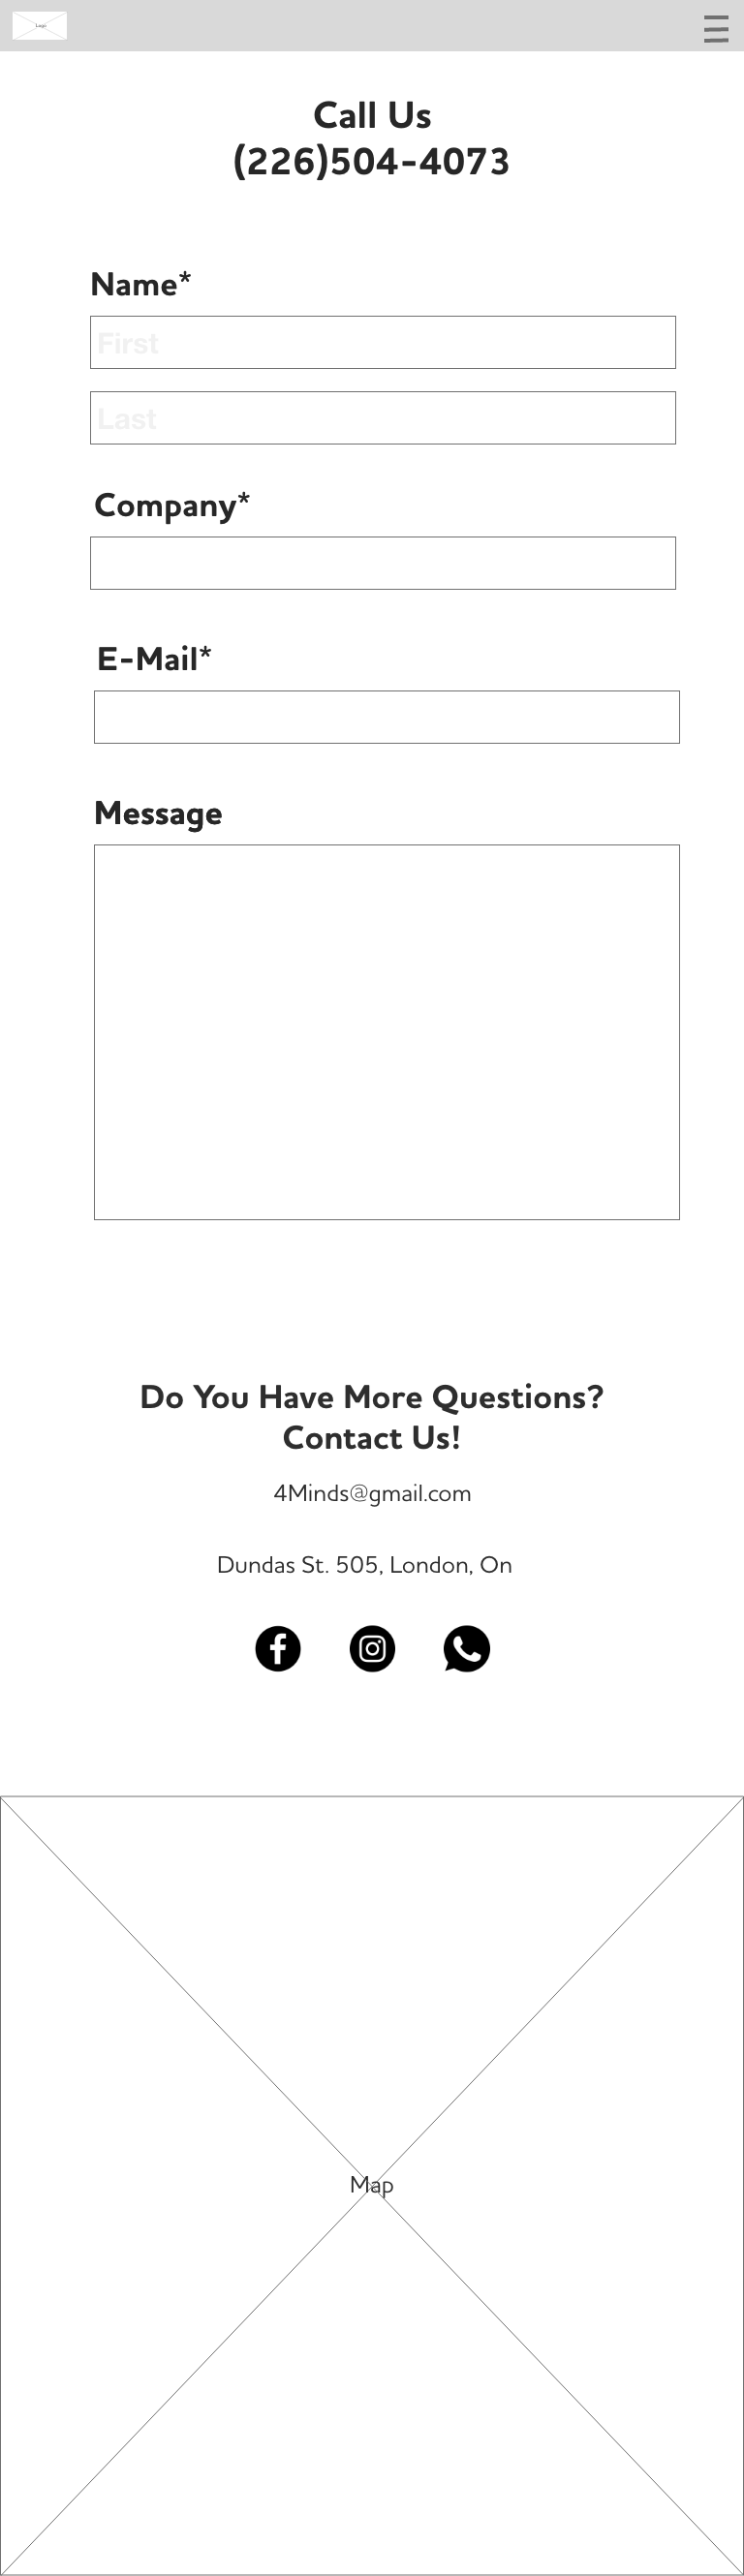 Logo
Call Us
(226)504-4073
Name*
First
Last
Company*
E-Mail*
Message
Do You Have More Questions?
Contact Us!
4Minds@gmail.com
Dundas St. 505, London, On
Map